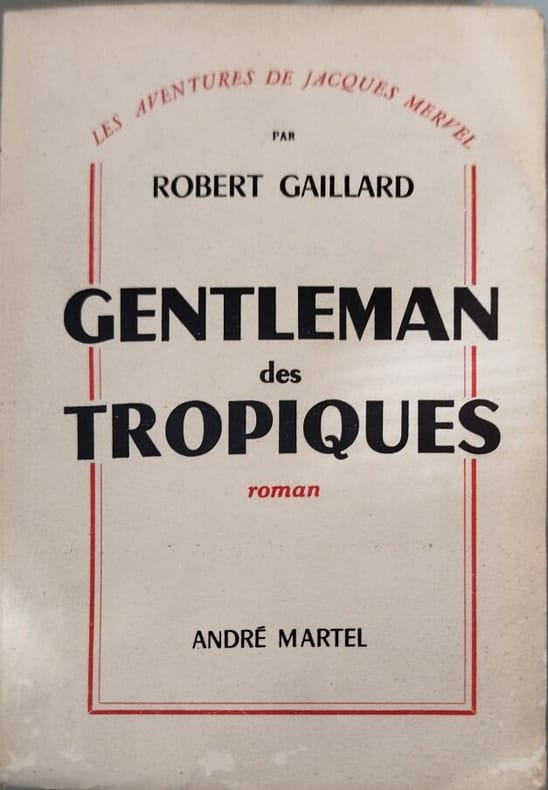 LES AVENTURES DE JACQUES MERVEL
PAR
ROBERT GAILLARD
GENTLEMAN
des
TROPIQUES
roman
ANDRÉ MARTEL